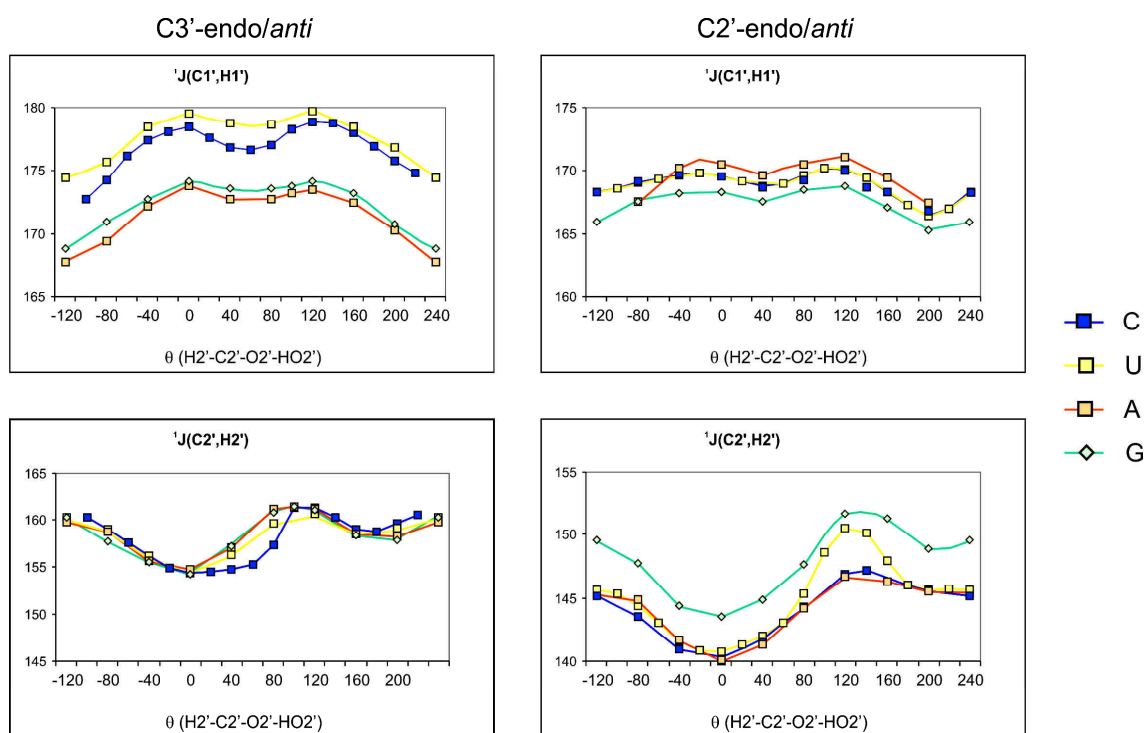 C3’-endo/anti
C2’-endo/anti
¹J(C1',H1')
180
175
170
165
-120 -80 -40 0 40 80 120 160 200 240
θ (H2’-C2’-O2’-HO2’)
¹J(C1',H1')
175
170
165
160
-120 -80 -40 0 40 80 120 160 200 240
θ (H2’-C2’-O2’-HO2’)
C
U
A
G
¹J(C2',H2')
165
160
155
150
145
-120 -80 -40 0 40 80 120 160 200
θ (H2’-C2’-O2’-HO2’)
¹J(C2',H2')
155
150
145
140
-120 -80 -40 0 40 80 120 160 200 240
θ (H2’-C2’-O2’-HO2’)